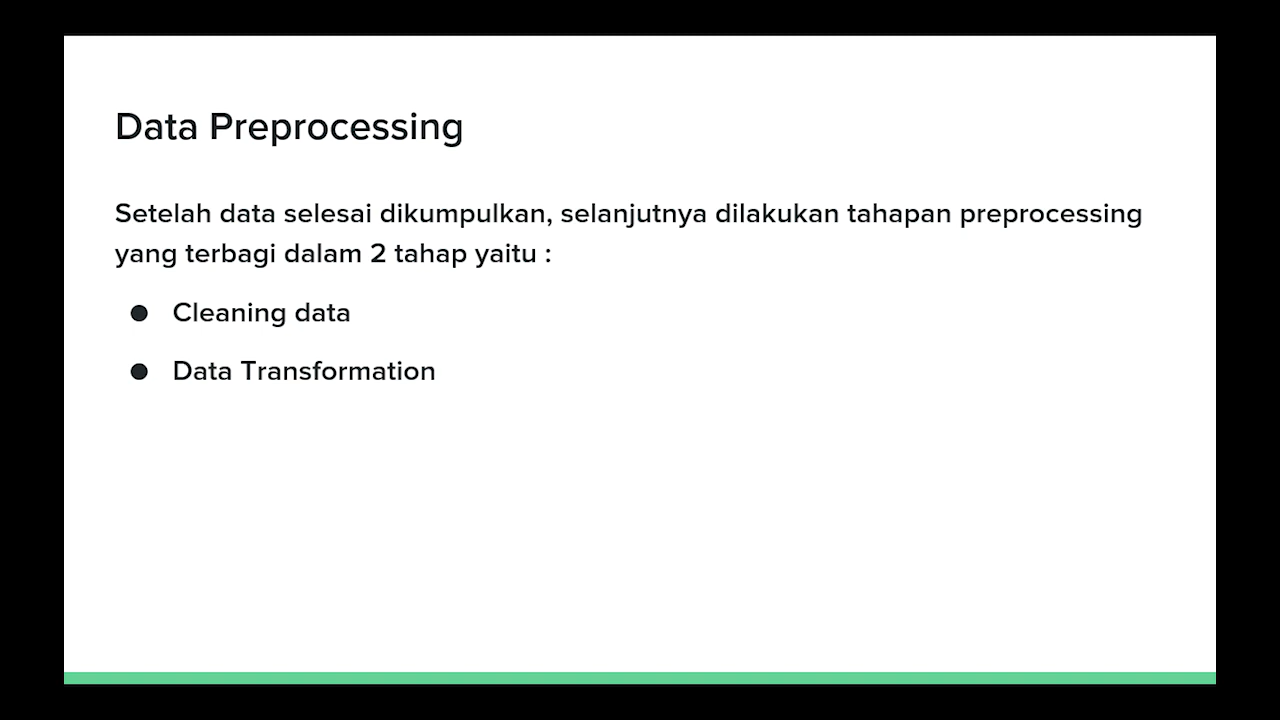 Data Preprocessing
Setelah data selesai dikumpulkan, selanjutnya dilakukan tahapan preprocessing
yang terbagi dalam 2 tahap yaitu :
● Cleaning data
● Data Transformation